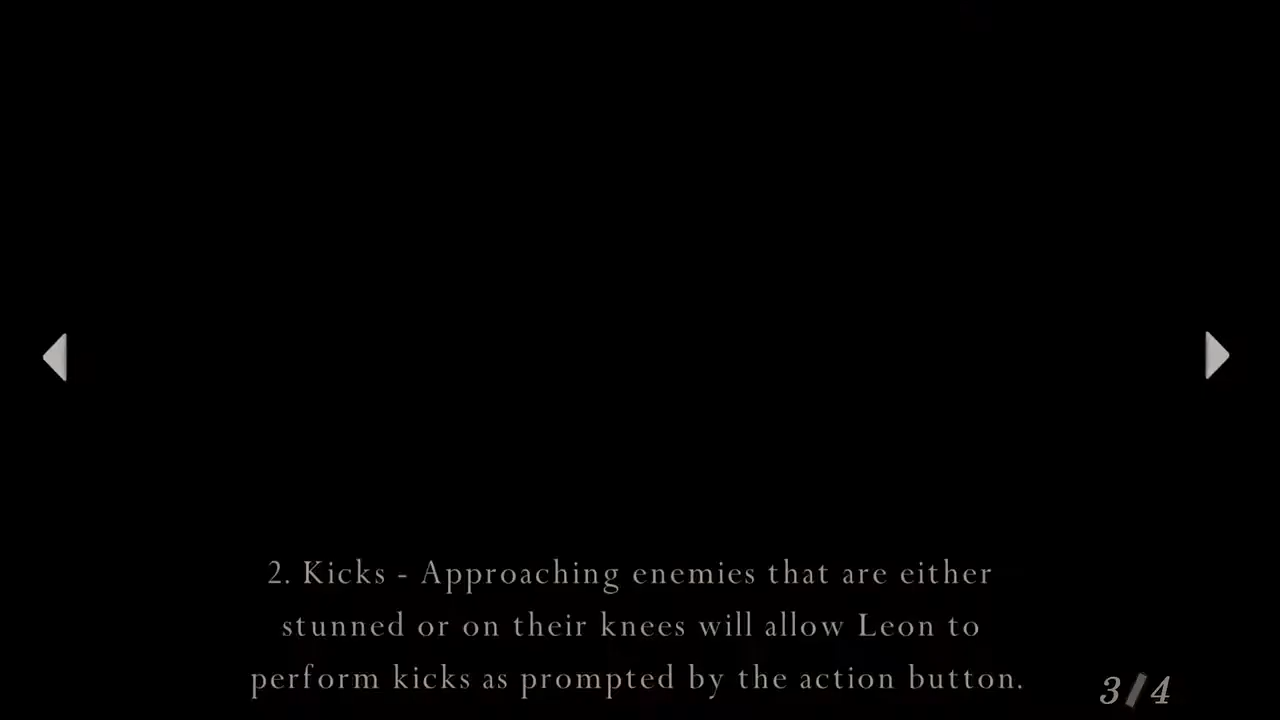 2. Kicks - Approaching enemies that are either
stunned or on their knees will allow Leon to
perform kicks as prompted by the action button.
3/4